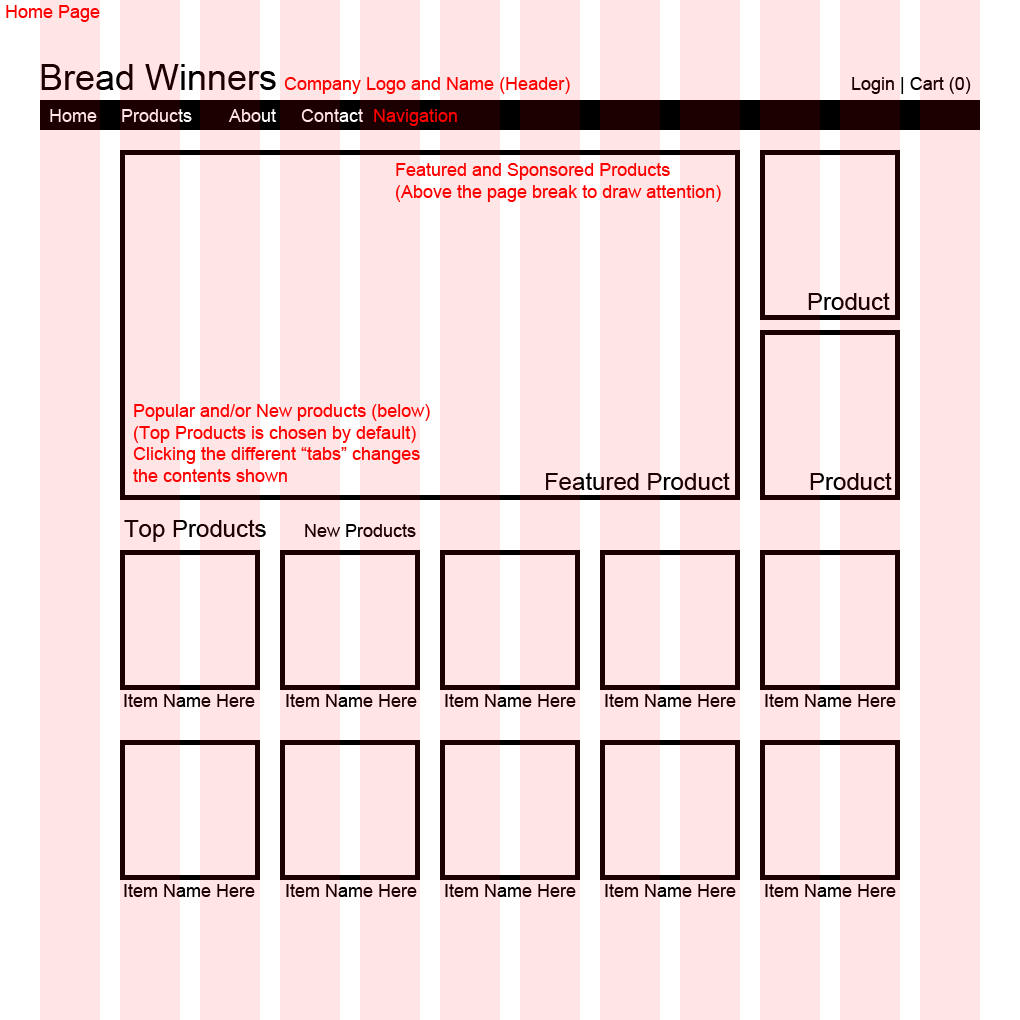 Home Page
Bread Winners Company Logo and Name (Header) Login | Cart (0)
Home Products About Contact Navigation
Featured and Sponsored Products
(Above the page break to draw attention)
Product
Popular and/or New products (below)
(Top Products is chosen by default)
Clicking the different “tabs” changes
the contents shown
Featured Product
Product
Top Products New Products
Item Name Here Item Name Here Item Name Here Item Name Here Item Name Here
Item Name Here Item Name Here Item Name Here Item Name Here Item Name Here